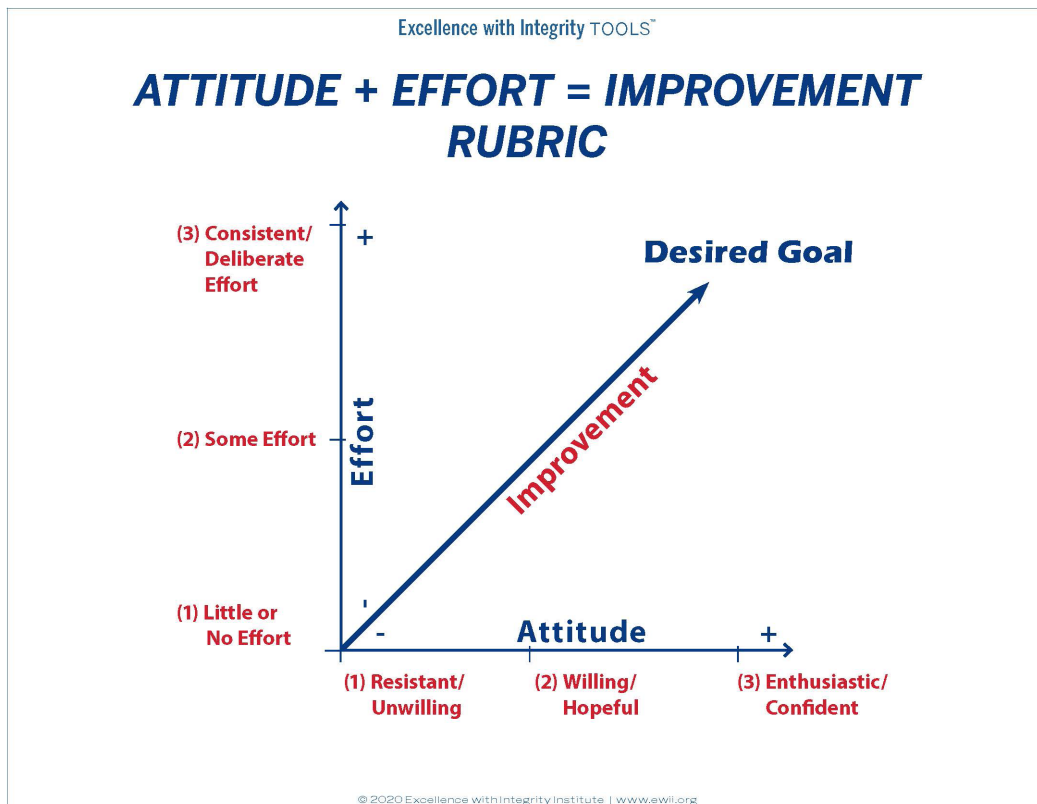 Excellence with Integrity TOOLS™
ATTITUDE + EFFORT = IMPROVEMENT
RUBRIC
(3) Consistent/
Deliberate
Effort
+
Desired Goal
Improvement
Effort
(2) Some Effort
(1) Little or
No Effort
-
-
Attitude
+
(1) Resistant/
Unwilling
(2) Willing/
Hopeful
(3) Enthusiastic/
Confident
© 2020 Excellence with Integrity Institute | www.ewii.org